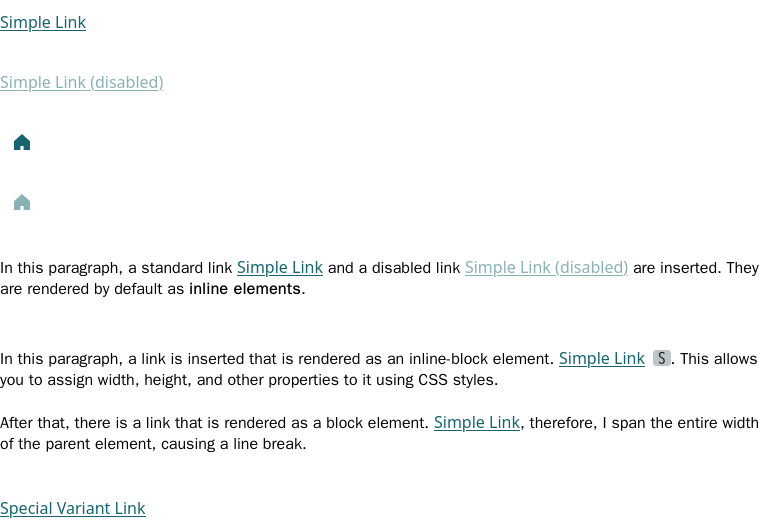 Simple Link
Simple Link (disabled)
In this paragraph, a standard link Simple Link and a disabled link Simple Link (disabled) are inserted. They
are rendered by default as inline elements.
In this paragraph, a link is inserted that is rendered as an inline-block element. Simple Link S. This allows
you to assign width, height, and other properties to it using CSS styles.
After that, there is a link that is rendered as a block element. Simple Link, therefore, I span the entire width
of the parent element, causing a line break.
Special Variant Link